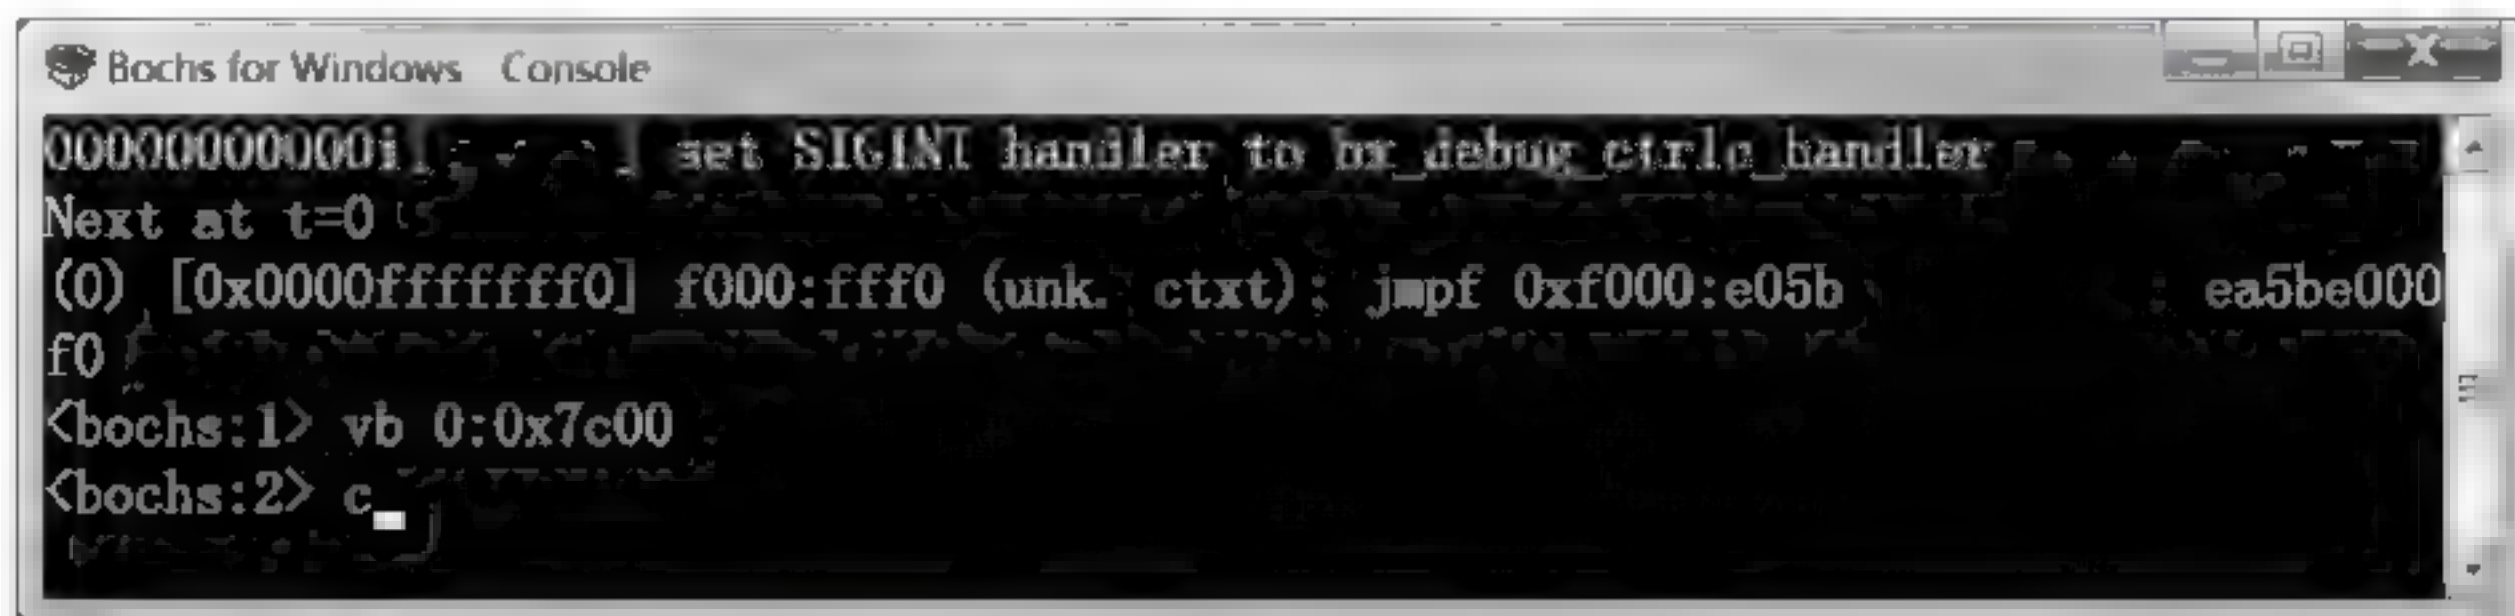 Bochs for Windows Console
00000000000i[ ] set SIGINT handler to bx_debug_ctrlc_handler
Next at t=0
(0) [0x0000fffffff0] f000:fff0 (unk. ctxt): jmpf 0xf000:e05b ; ea5be000
f0
<bochs:1> vb 0:0x7c00
<bochs:2> c_